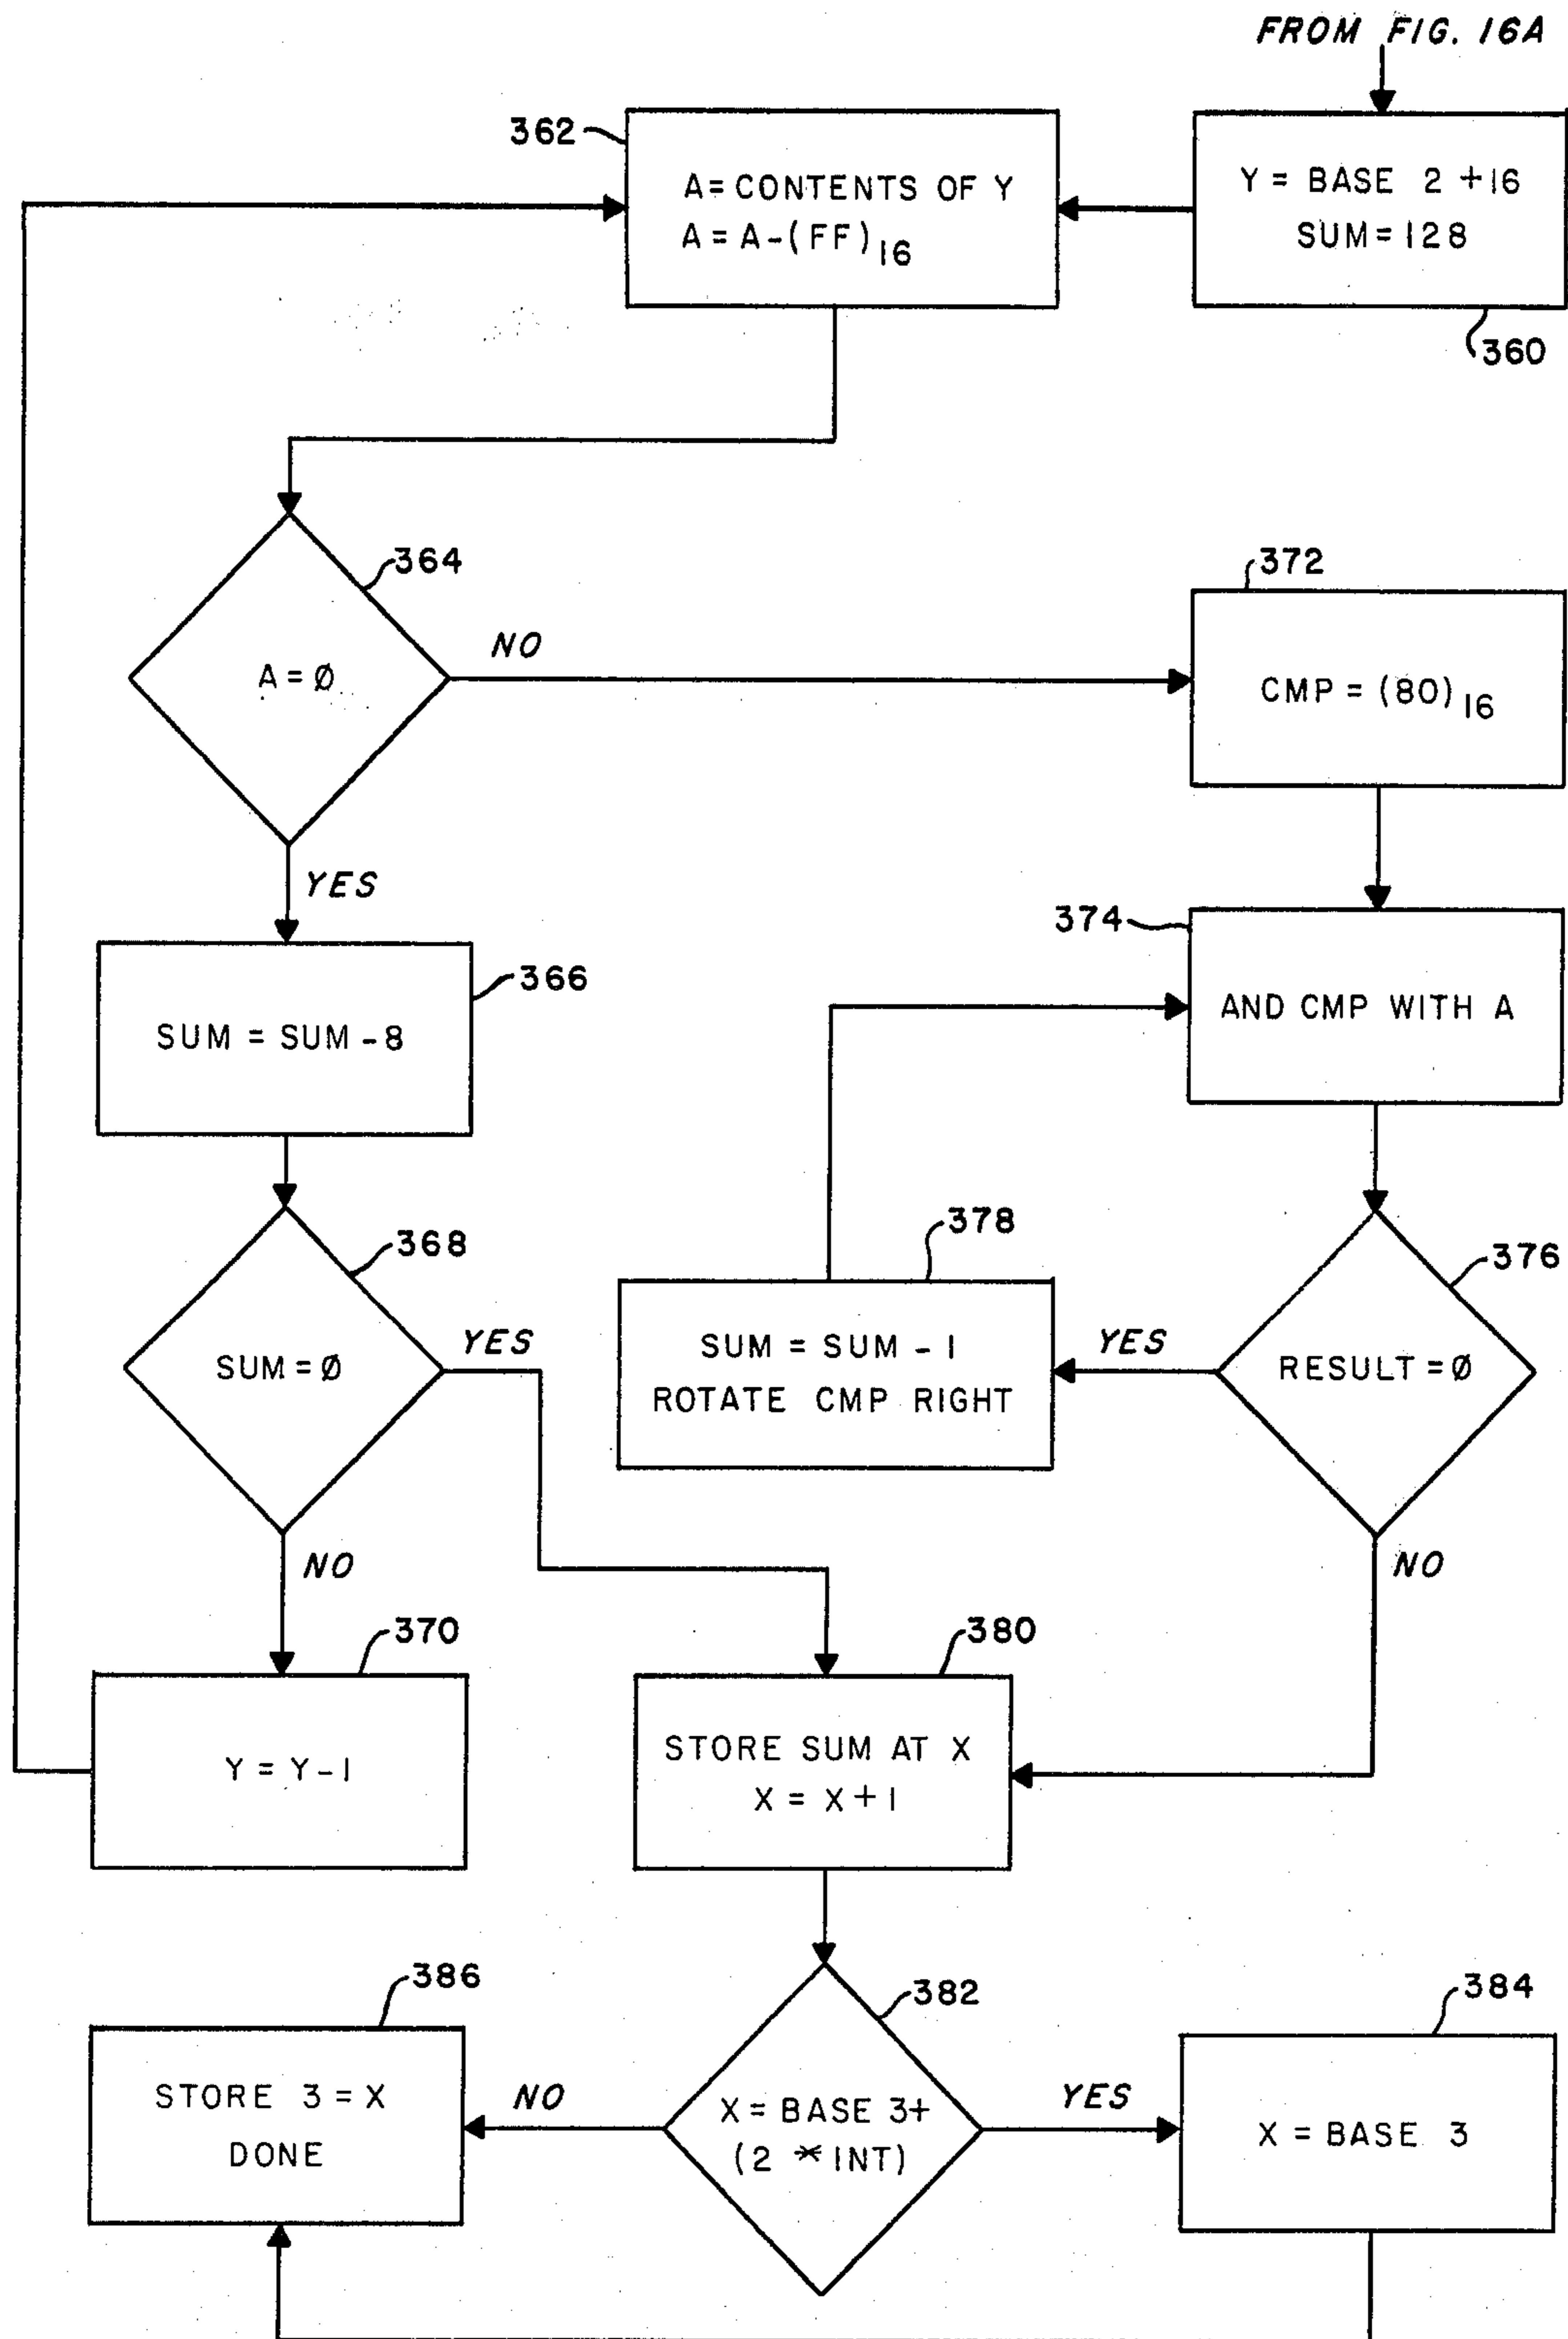 FROM FIG. 16A
362
A = CONTENTS OF Y
A = A-(FF)16
Y = BASE 2 +16
SUM = 128
360
364
A = Ø
NO
YES
372
CMP = (80)16
374
AND CMP WITH A
366
SUM = SUM - 8
368
SUM = Ø
YES
NO
378
SUM = SUM - 1
ROTATE CMP RIGHT
376
RESULT = Ø
YES
NO
370
Y = Y - 1
380
STORE SUM AT X
X = X + 1
382
X = BASE 3+
(2 * INT)
NO
YES
386
STORE 3 = X
DONE
384
X = BASE 3